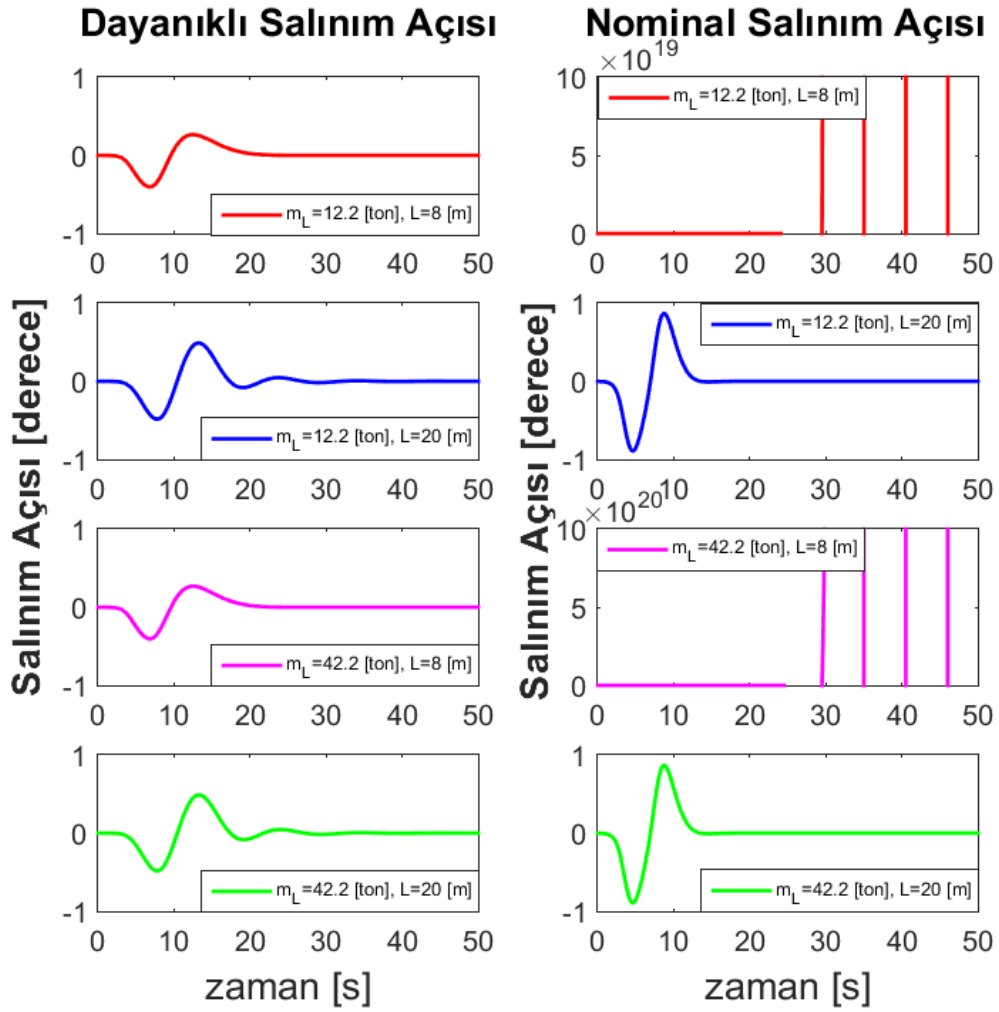 Dayanıklı Salınım Açısı
Nominal Salınım Açısı
1
0
-1
m_L=12.2 [ton], L=8 [m]
0 10 20 30 40 50
×10^19
10
5
0
m_L=12.2 [ton], L=8 [m]
0 10 20 30 40 50
1
0
-1
m_L=12.2 [ton], L=20 [m]
0 10 20 30 40 50
1
0
-1
m_L=12.2 [ton], L=20 [m]
0 10 20 30 40 50
Salınım Açısı [derece]
Salınım Açısı [derece]
1
0
-1
m_L=42.2 [ton], L=8 [m]
0 10 20 30 40 50
×10^20
10
5
0
m_L=42.2 [ton], L=8 [m]
0 10 20 30 40 50
1
0
-1
m_L=42.2 [ton], L=20 [m]
0 10 20 30 40 50
1
0
-1
m_L=42.2 [ton], L=20 [m]
0 10 20 30 40 50
zaman [s]
zaman [s]